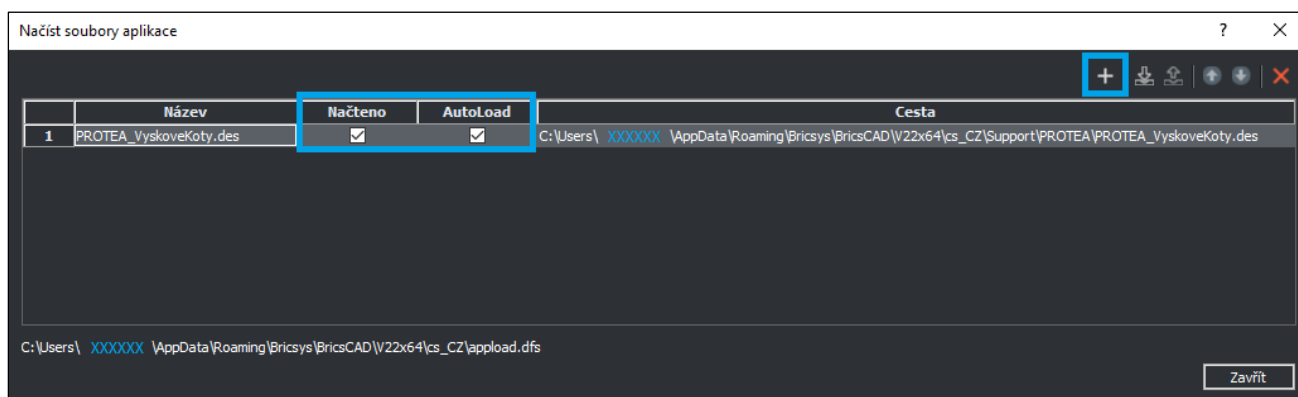 Načíst soubory aplikace ?
Název Načteno AutoLoad Cesta
1 PROTEA_VyskoveKoty.des C:\Users\ XXXXXX \AppData\Roaming\Bricsys\BricsCAD\V22x64\cs_CZ\Support\PROTEA\PROTEA_VyskoveKoty.des
C:\Users\ XXXXXX \AppData\Roaming\Bricsys\BricsCAD\V22x64\cs_CZ\appload.dfs
Zavřít